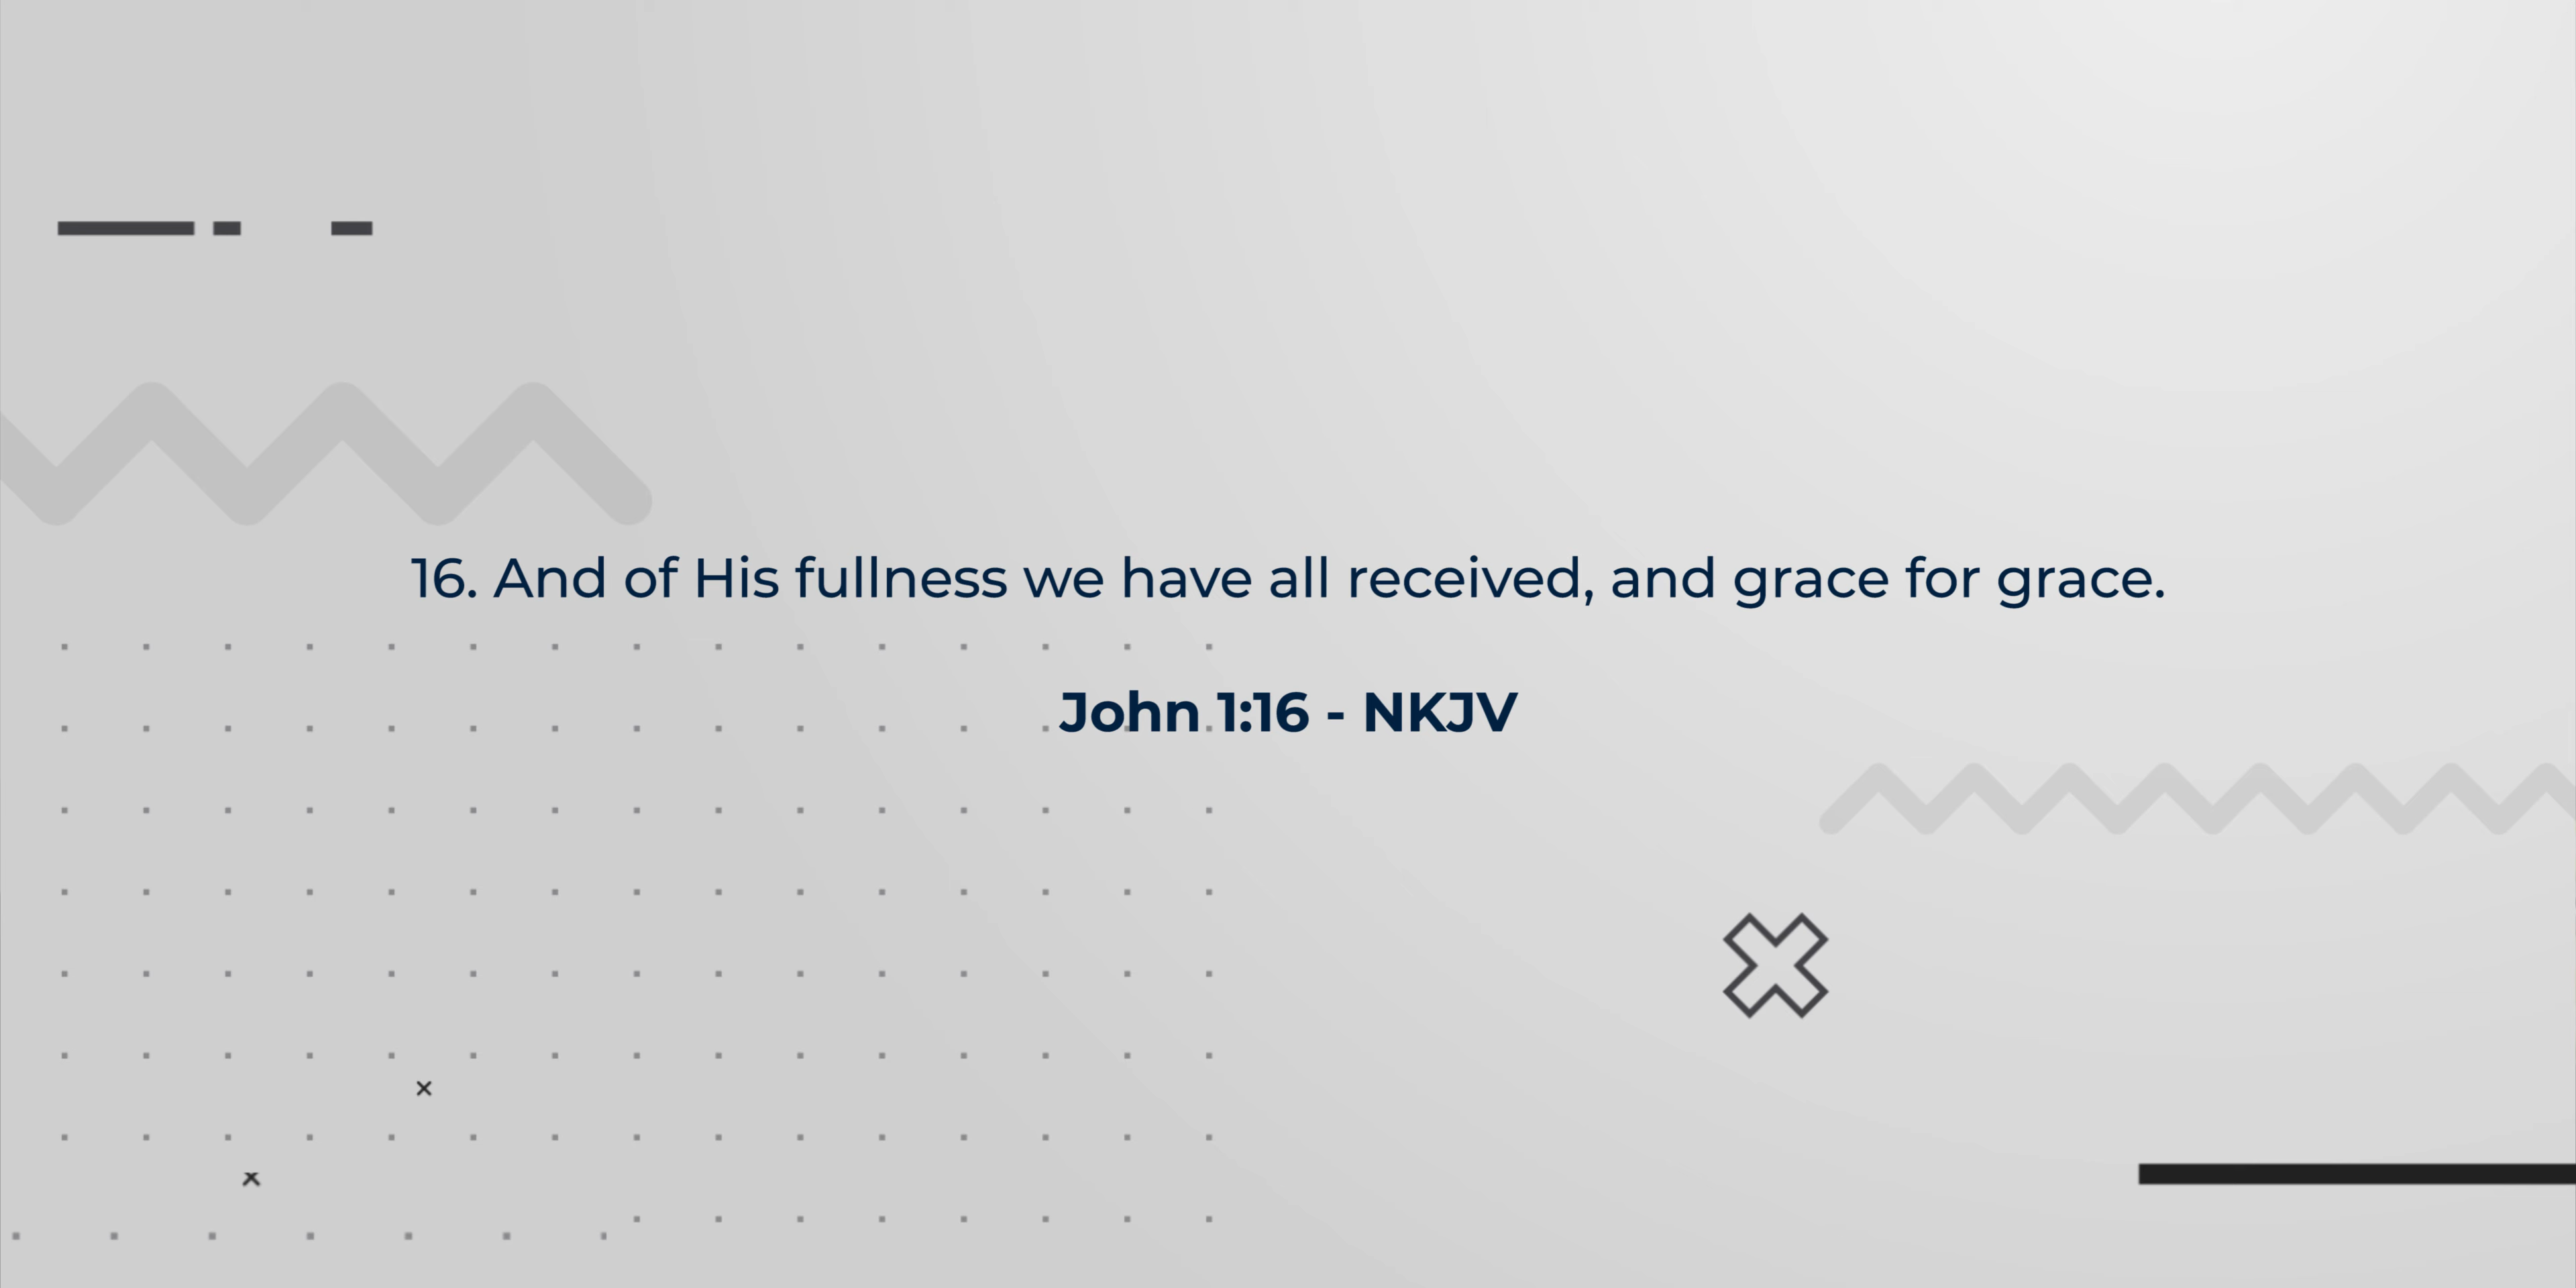 16. And of His fullness we have all received, and grace for grace.
John 1:16 - NKJV